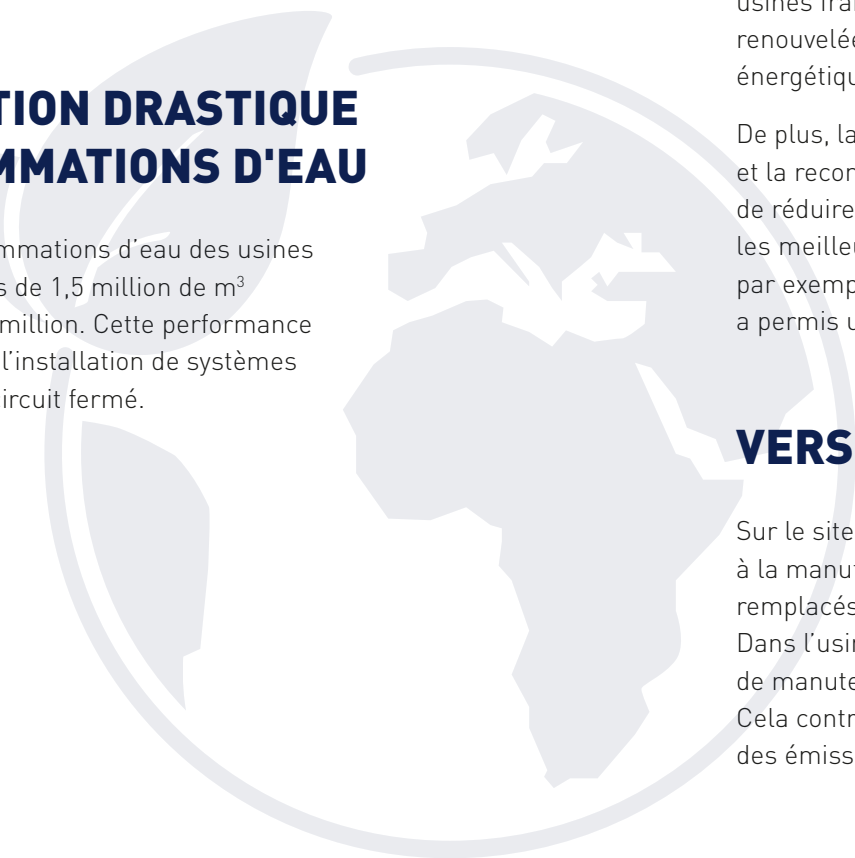 TION DRASTIQUE
MMATIONS D'EAU
mmations d’eau des usines
s de 1,5 million de m³
million. Cette performance
l’installation de systèmes
ircuit fermé.
usines fra
renouvelée
énergétiqu
De plus, la
et la recon
de réduire
les meilleu
par exemp
a permis u
VERS
Sur le site
à la manut
remplacés
Dans l’usin
de manute
Cela contr
des émiss